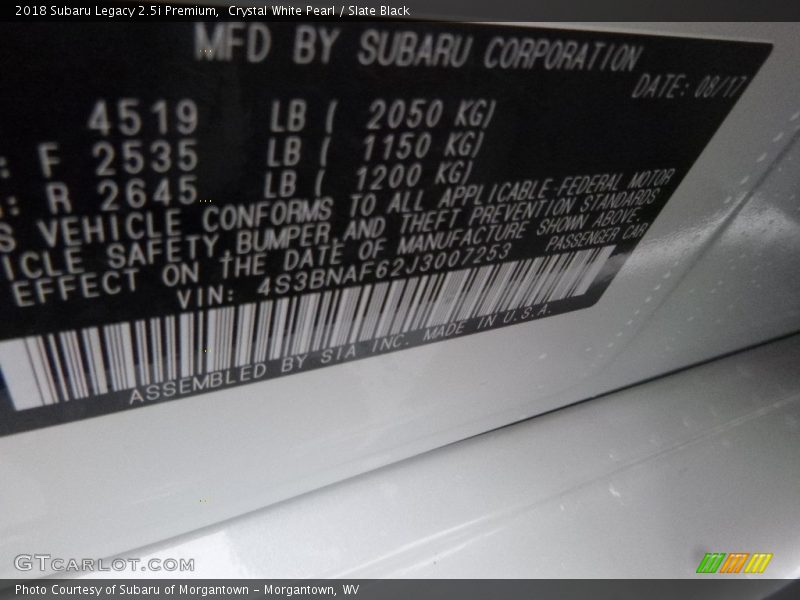 2018 Subaru Legacy 2.5i Premium,  Crystal White Pearl / Slate Black
MFD BY SUBARU CORPORATION
DATE: 08/17
4519 LB ( 2050 KG)
: F 2535 LB ( 1150 KG)
: R 2645 LB ( 1200 KG)
S VEHICLE CONFORMS TO ALL APPLICABLE FEDERAL MOTOR
ICLE SAFETY BUMPER AND THEFT PREVENTION STANDARDS
EFFECT ON THE DATE OF MANUFACTURE SHOWN ABOVE.
VIN: 4S3BNAF62J3007253 PASSENGER CAR
ASSEMBLED BY SIA INC. MADE IN U.S.A.
GTCARLOT.COM
Photo Courtesy of Subaru of Morgantown - Morgantown, WV